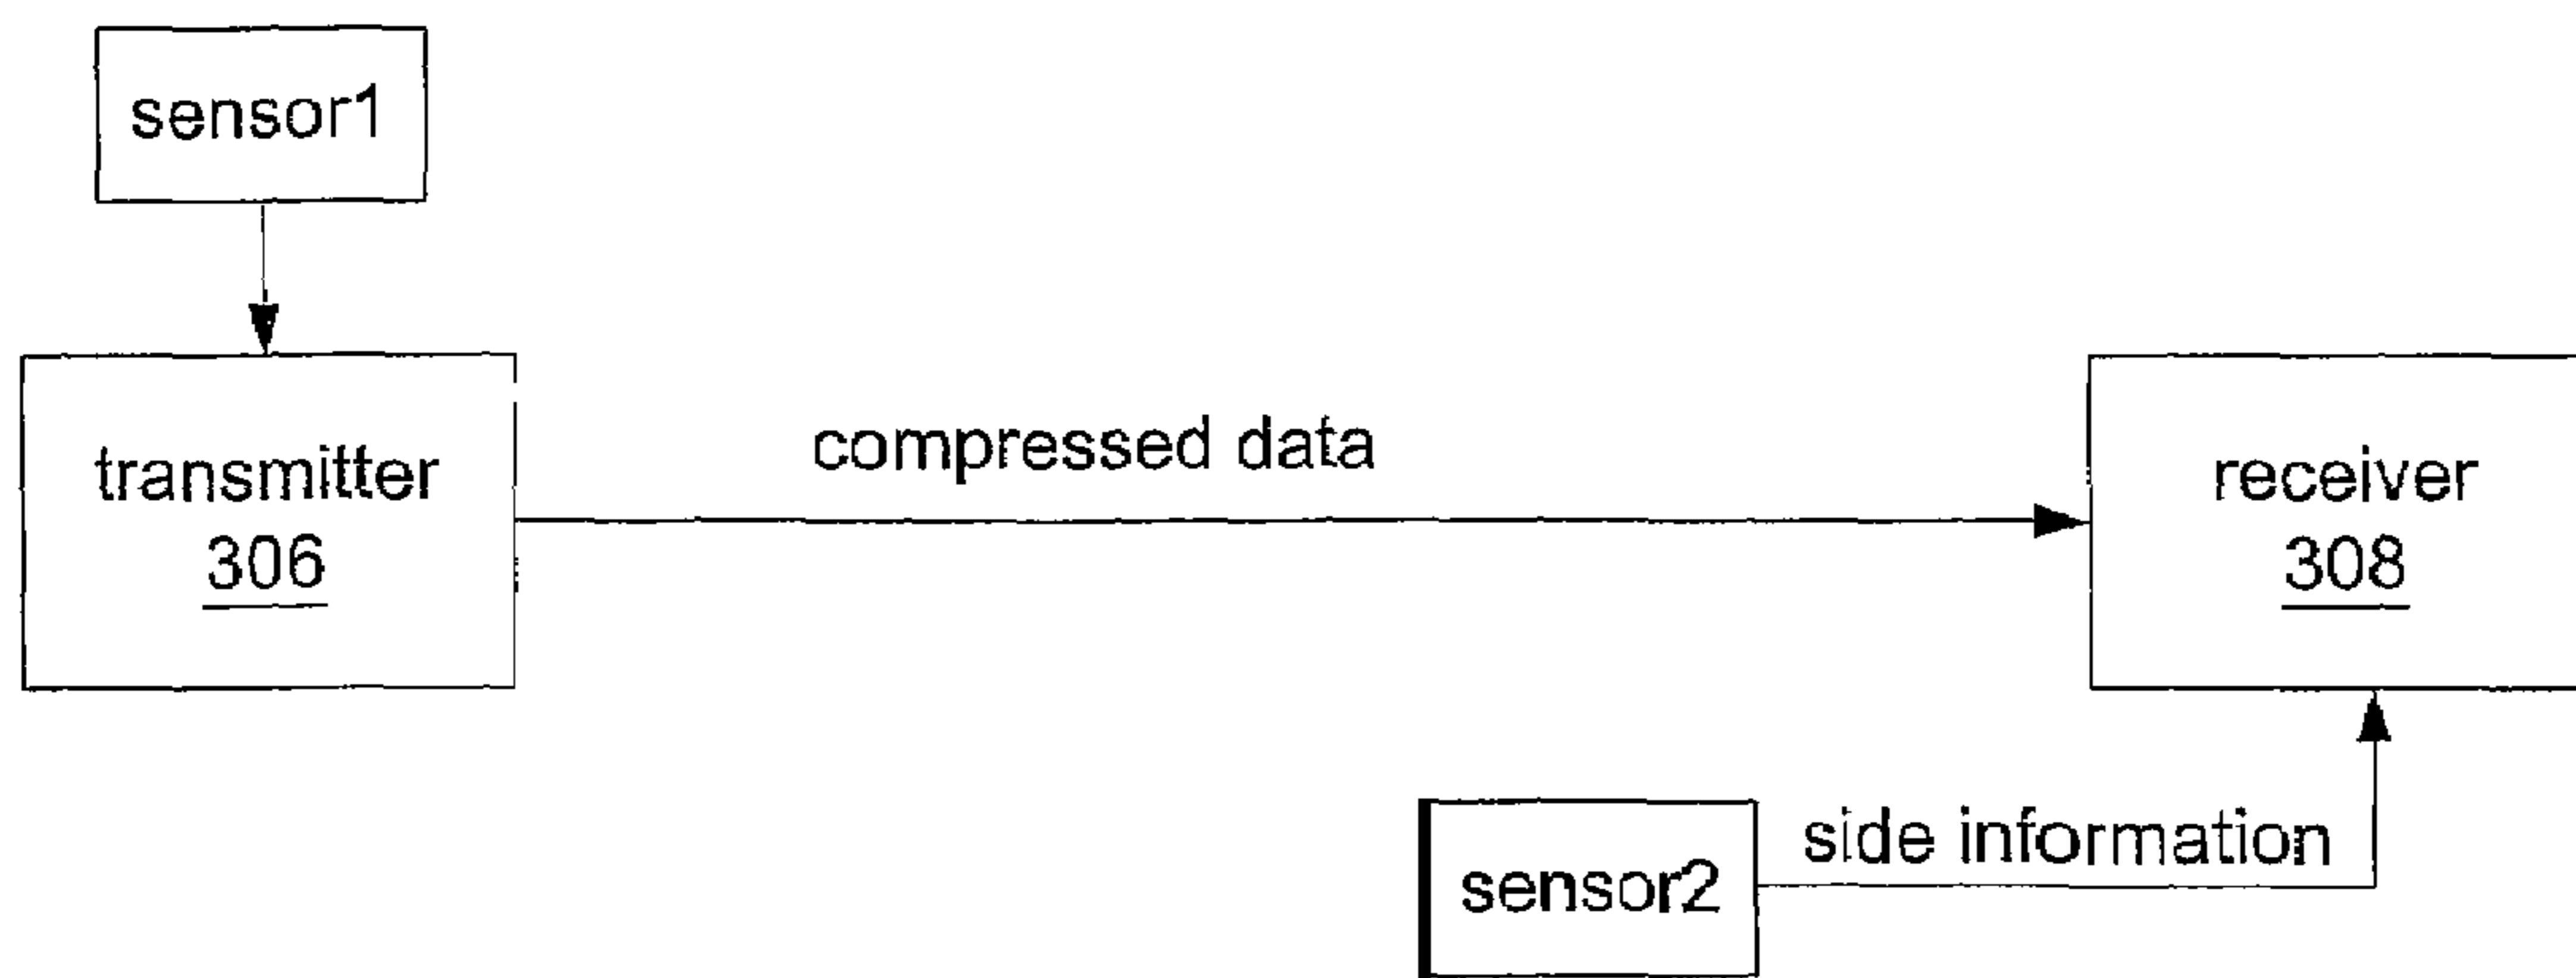 sensor1
transmitter
306
compressed data
receiver
308
sensor2
side information